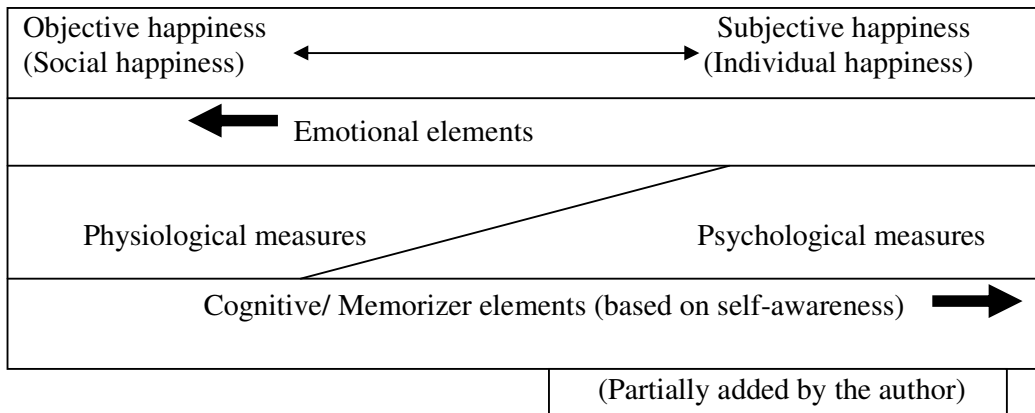 Objective happiness
(Social happiness)
Subjective happiness
(Individual happiness)
Emotional elements
Physiological measures
Psychological measures
Cognitive/ Memorizer elements (based on self-awareness)
(Partially added by the author)